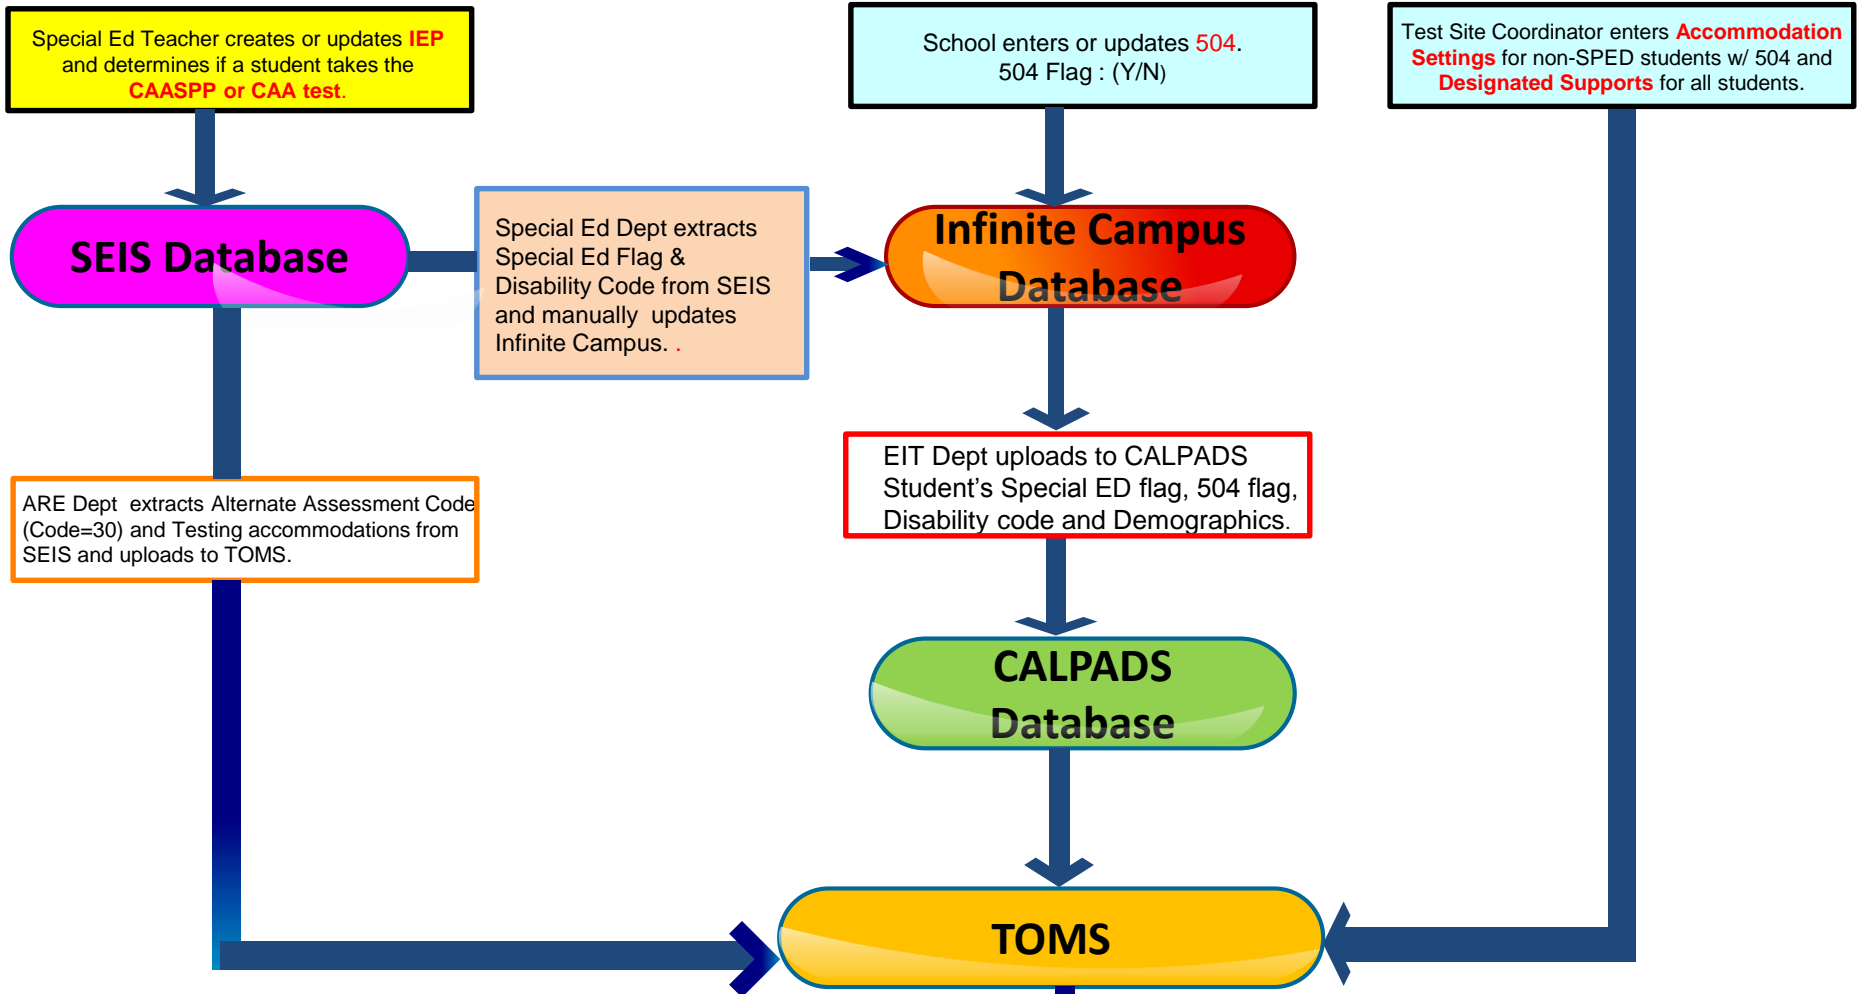 Special Ed Teacher creates or updates IEP
and determines if a student takes the
CAASPP or CAA test.
School enters or updates 504.
504 Flag : (Y/N)
Test Site Coordinator enters Accommodation
Settings for non-SPED students w/ 504 and
Designated Supports for all students.
SEIS Database
Special Ed Dept extracts
Special Ed Flag &
Disability Code from SEIS
and manually updates
Infinite Campus. .
Infinite Campus
Database
ARE Dept extracts Alternate Assessment Code
(Code=30) and Testing accommodations from
SEIS and uploads to TOMS.
EIT Dept uploads to CALPADS
Student’s Special ED flag, 504 flag,
Disability code and Demographics.
CALPADS
Database
TOMS